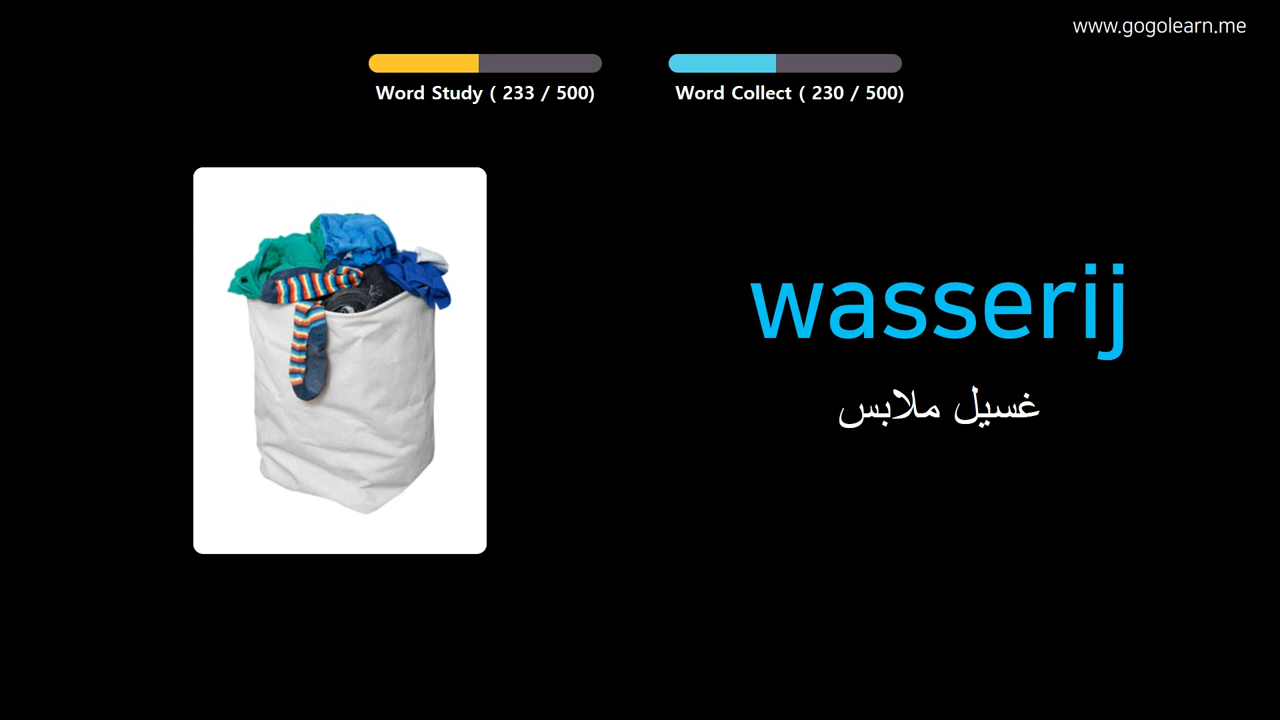 www.gogolearn.me
Word Study ( 233 / 500)
Word Collect ( 230 / 500)
wasserij
غسيل ملابس